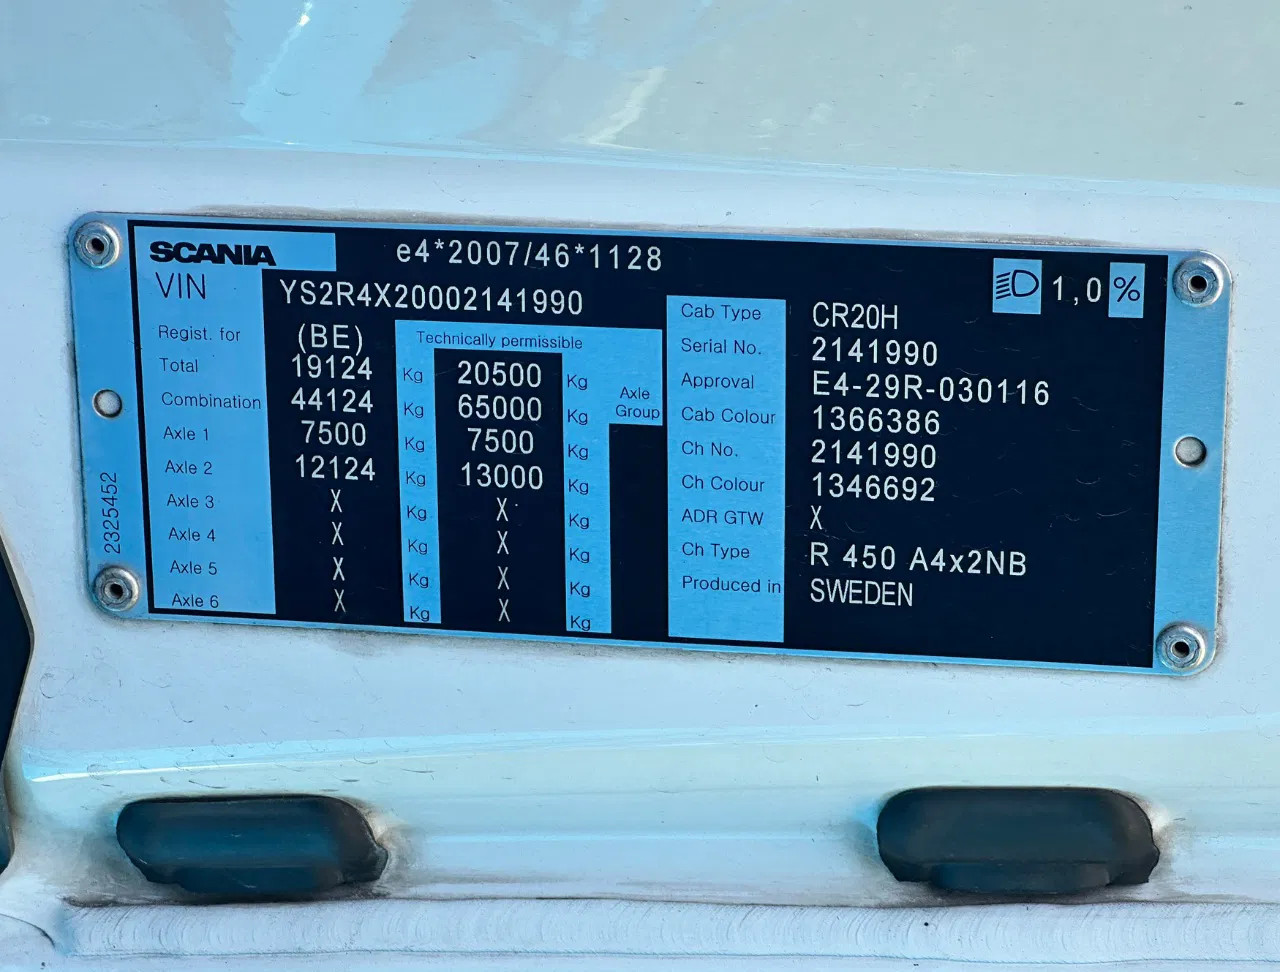 SCANIA e4*2007/46*1128
VIN YS2R4X20002141990
Regist. for (BE) Technically permissible
Total 19124 Kg 20500 Kg Axle Group
Combination 44124 Kg 65000 Kg
Axle 1 7500 Kg 7500 Kg
Axle 2 12124 Kg 13000 Kg
Axle 3 X Kg X Kg
Axle 4 X Kg X Kg
Axle 5 X Kg X Kg
Axle 6 X Kg X Kg
1,0 %
Cab Type CR20H
Serial No. 2141990
Approval E4-29R-030116
Cab Colour 1366386
Ch No. 2141990
Ch Colour 1346692
ADR GTW X
Ch Type R 450 A4x2NB
Produced in SWEDEN
2325452